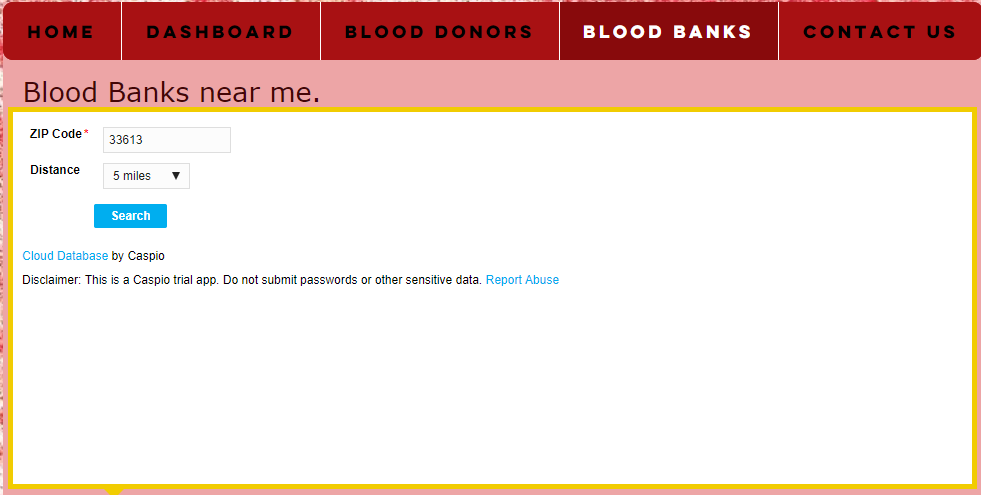 HOME DASHBOARD BLOOD DONORS BLOOD BANKS CONTACT US
Blood Banks near me.
ZIP Code* 33613
Distance 5 miles ▼
Search
Cloud Database by Caspio
Disclaimer: This is a Caspio trial app. Do not submit passwords or other sensitive data. Report Abuse